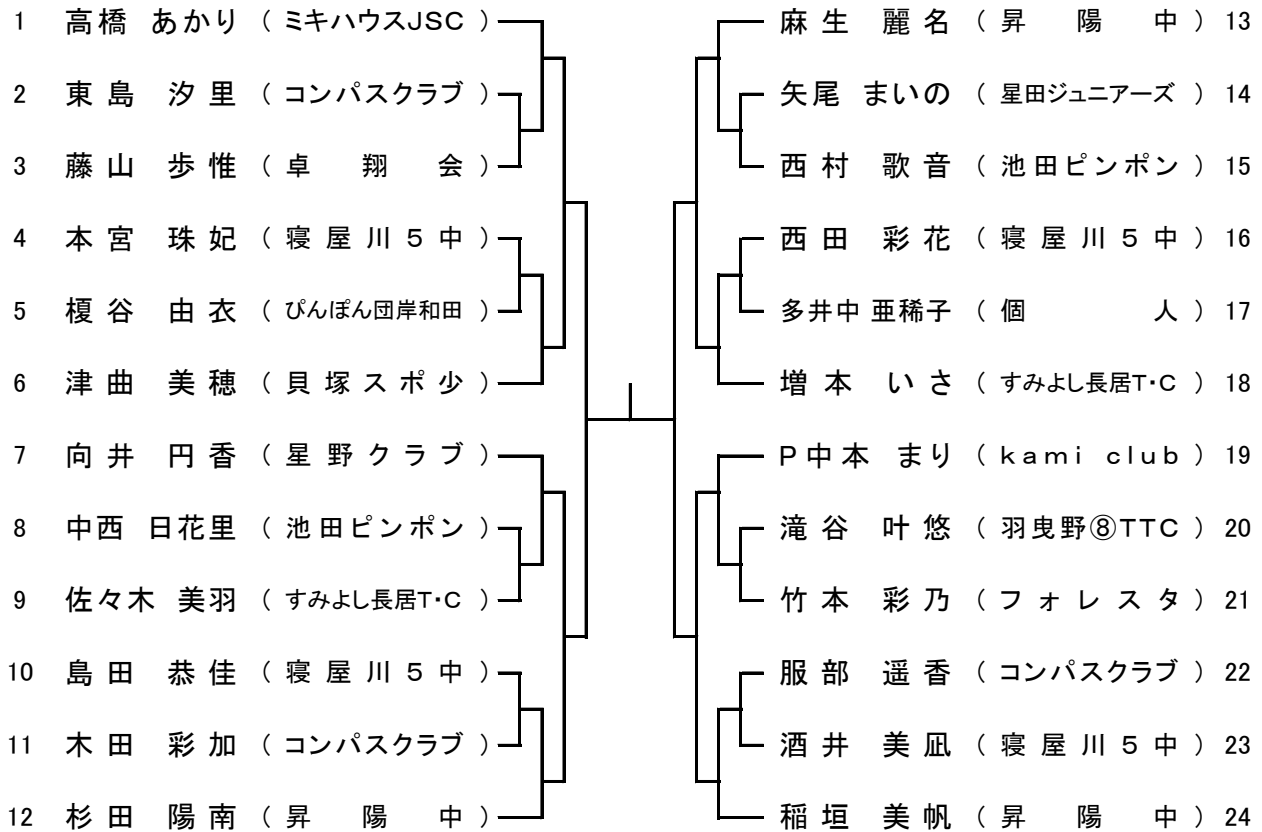 1 高橋 あかり ( ミキハウスJSC )
2 東島 汐里 ( コンパスクラブ )
3 藤山 歩惟 ( 卓翔会 )
4 本宮 珠妃 ( 寝屋川5中 )
5 榎谷 由衣 ( ぴんぽん団岸和田 )
6 津曲 美穂 ( 貝塚スポ少 )
7 向井 円香 ( 星野クラブ )
8 中西 日花里 ( 池田ピンポン )
9 佐々木 美羽 ( すみよし長居T・C )
10 島田 恭佳 ( 寝屋川5中 )
11 木田 彩加 ( コンパスクラブ )
12 杉田 陽南 ( 昇陽中 )
麻生 麗名 ( 昇陽中 ) 13
矢尾 まいの ( 星田ジュニアーズ ) 14
西村 歌音 ( 池田ピンポン ) 15
西田 彩花 ( 寝屋川5中 ) 16
多井中 亜稀子 ( 個人 ) 17
増本 いさ ( すみよし長居T・C ) 18
P中本 まり ( kami club ) 19
滝谷 叶悠 ( 羽曳野⑧TTC ) 20
竹本 彩乃 ( フォレスタ ) 21
服部 遥香 ( コンパスクラブ ) 22
酒井 美凪 ( 寝屋川5中 ) 23
稲垣 美帆 ( 昇陽中 ) 24